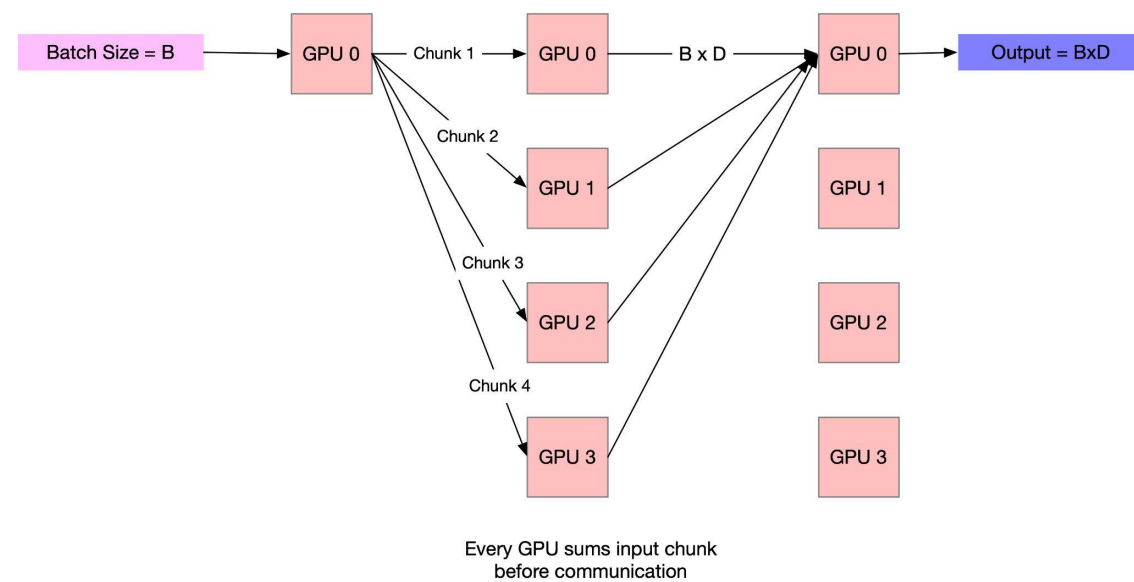 Batch Size = B
GPU 0
Chunk 1
GPU 0
B x D
GPU 0
Output = BxD
Chunk 2
GPU 1
GPU 1
Chunk 3
GPU 2
GPU 2
Chunk 4
GPU 3
GPU 3
Every GPU sums input chunk
before communication